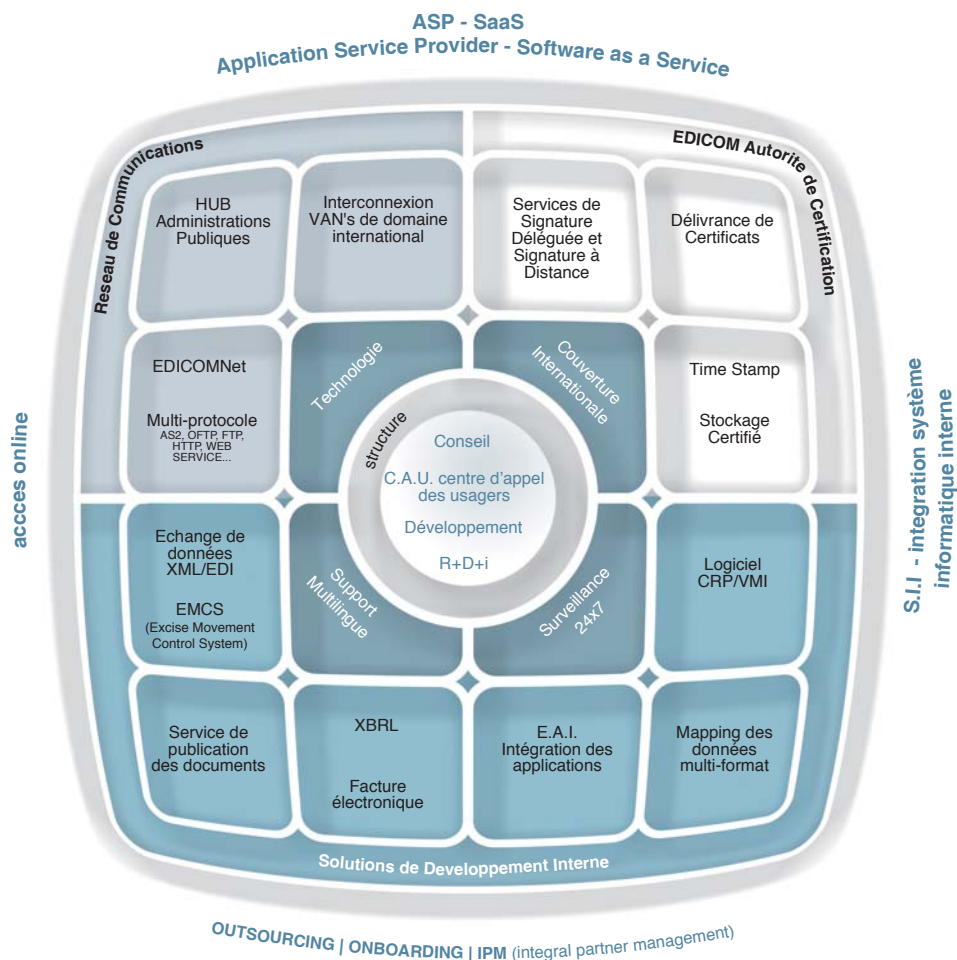 ASP - SaaS
Application Service Provider - Software as a Service
Reseau de Communications
EDICOM Autorite de Certification
HUB
Administrations
Publiques
Interconnexion
VAN's de domaine
international
Services de
Signature
Déléguée et
Signature à
Distance
Délivrance de
Certificats
EDICOMNet
Multi-protocole
AS2, OFTP, FTP,
HTTP, WEB
SERVICE...
Technologie
Couverture
Internationale
Time Stamp
Stockage
Certifié
structure
Conseil
C.A.U. centre d'appel
des usagers
Développement
R+D+i
acccces online
S.I.I - integration système
informatique interne
Echange de
données
XML/EDI
EMCS
(Excise Movement
Control System)
Support
Multilingue
Surveillance
24x7
Logiciel
CRP/VMI
Service de
publication
des documents
XBRL
Facture
électronique
E.A.I.
Intégration des
applications
Mapping des
données
multi-format
Solutions de Developpement Interne
OUTSOURCING | ONBOARDING | IPM (integral partner management)